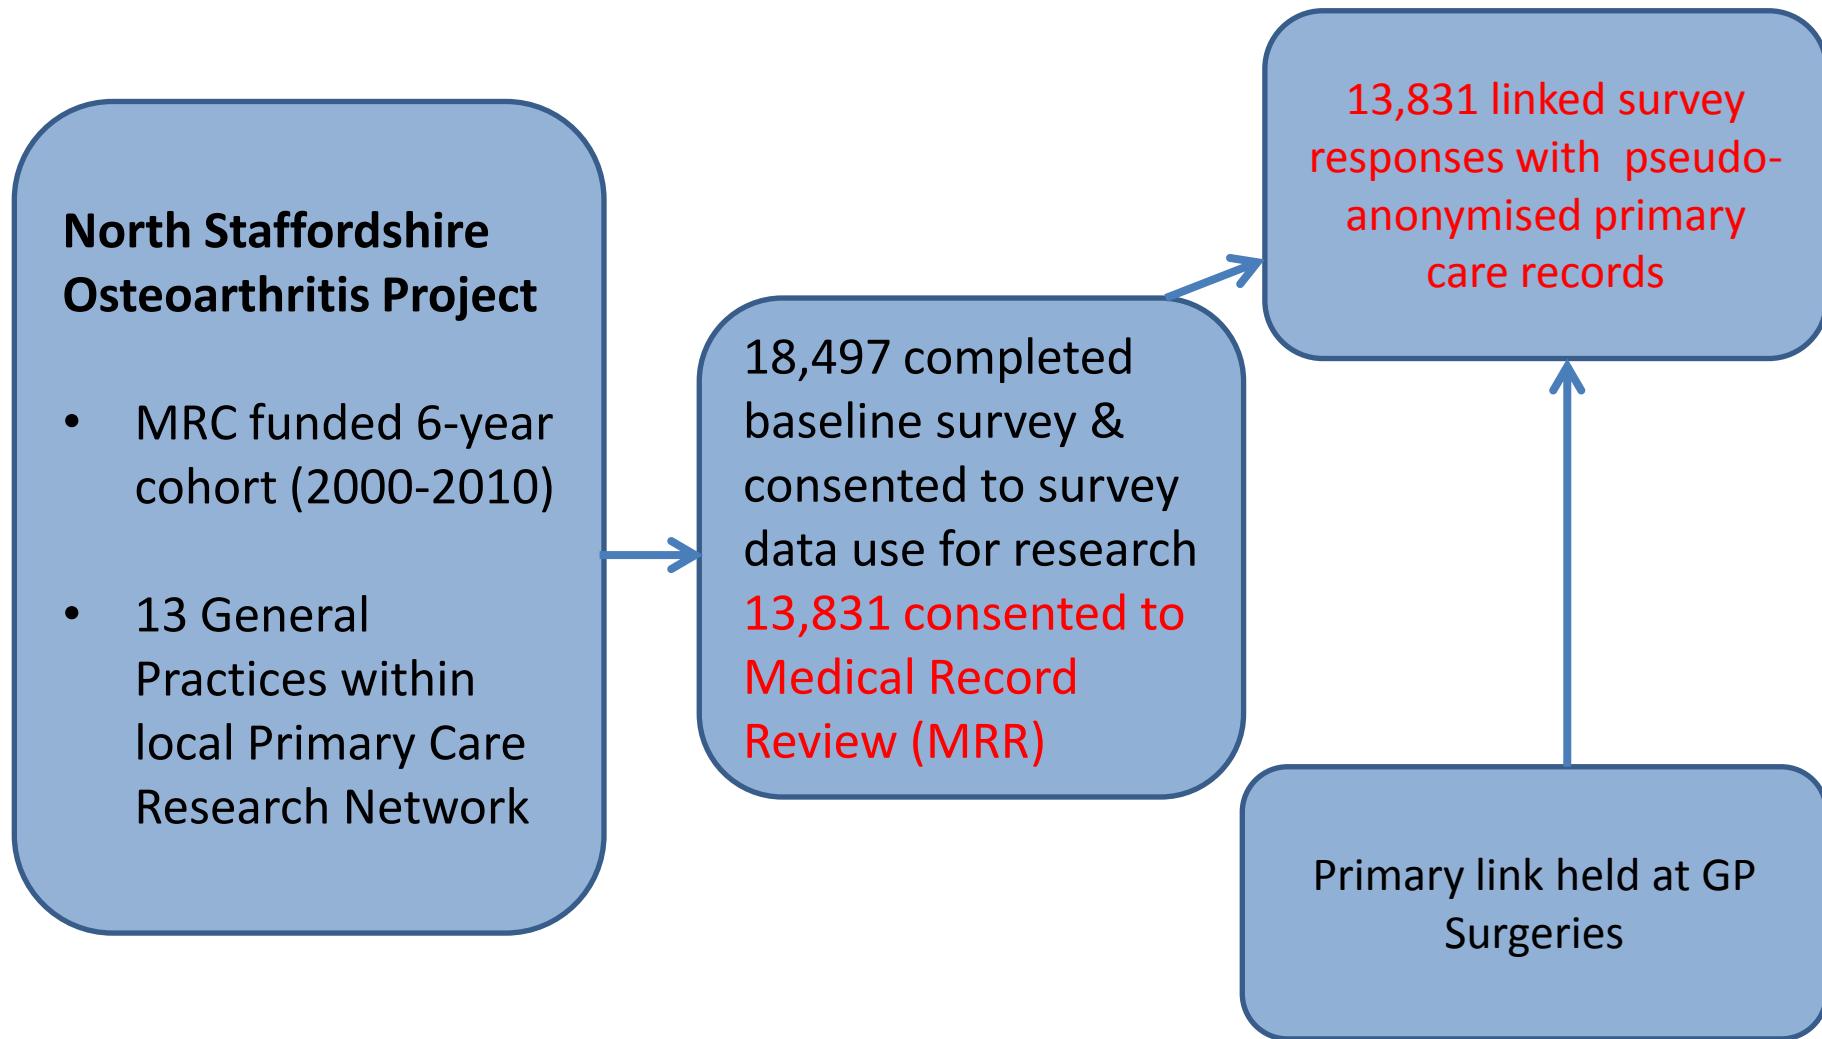 North Staffordshire
Osteoarthritis Project
• MRC funded 6-year
cohort (2000-2010)
• 13 General
Practices within
local Primary Care
Research Network
18,497 completed
baseline survey &
consented to survey
data use for research
13,831 consented to
Medical Record
Review (MRR)
13,831 linked survey
responses with pseudo-
anonymised primary
care records
Primary link held at GP
Surgeries